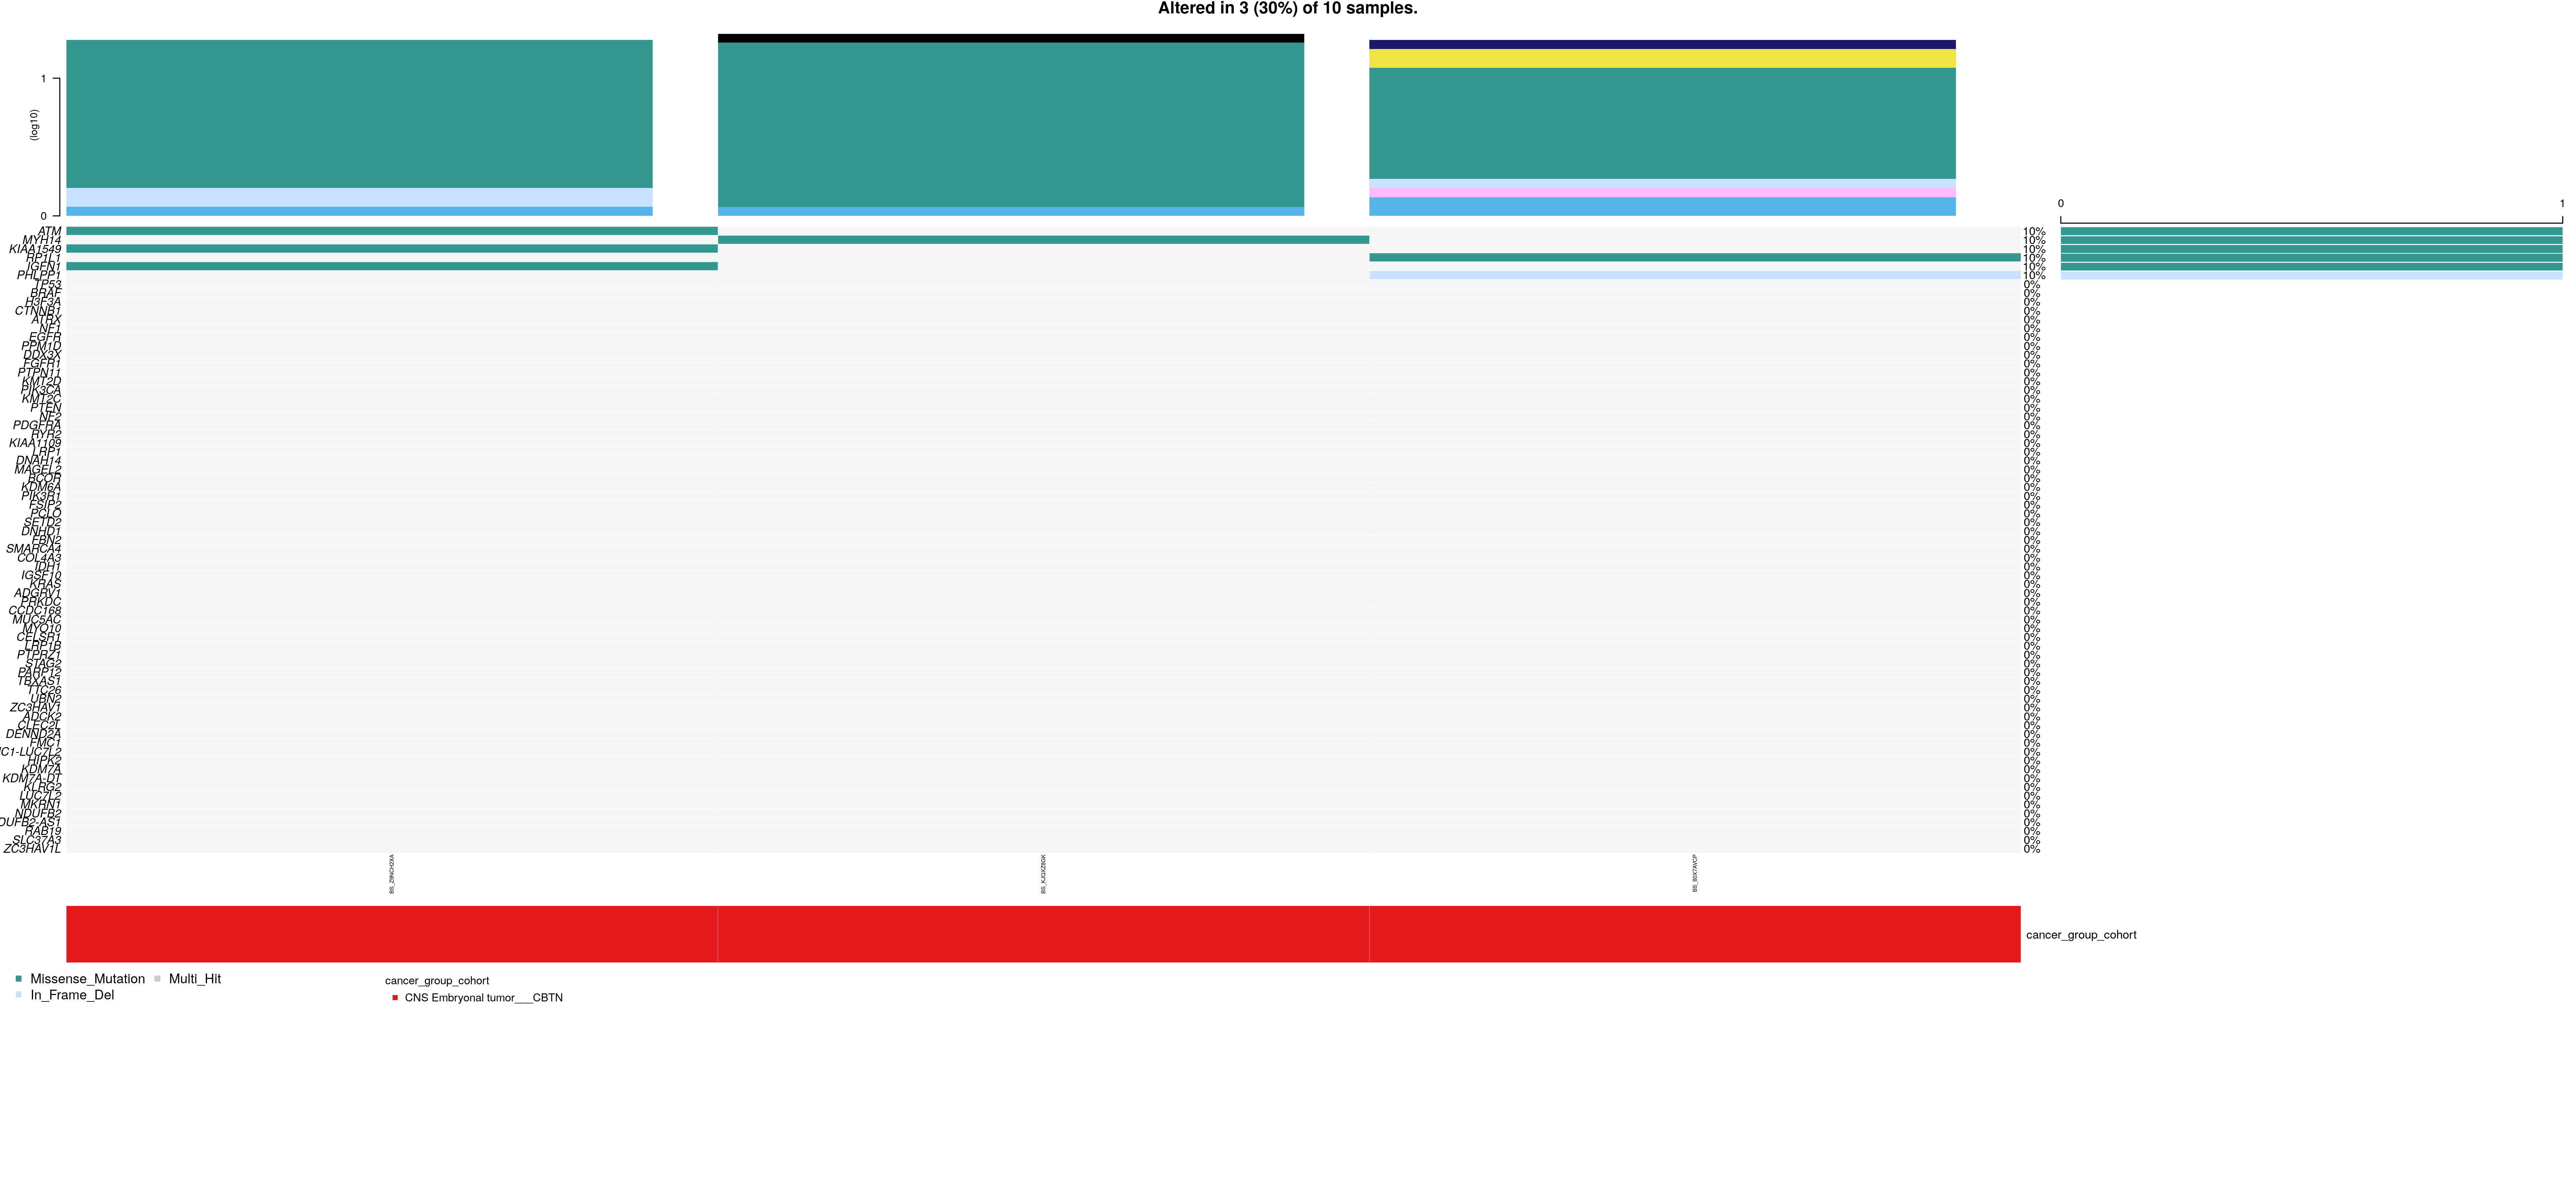 Altered in 3 (30%) of 10 samples.
1
(log10)
0
0 1
ATM 10%
MYH14 10%
KIAA1549 10%
RP1L1 10%
IGFN1 10%
PHLPP1 10%
TP53 0%
BRAF 0%
H3F3A 0%
CTNNB1 0%
ATRX 0%
NF1 0%
EGFR 0%
PPM1D 0%
DDX3X 0%
FGFR1 0%
PTPN11 0%
KMT2D 0%
PIK3CA 0%
KMT2C 0%
PTEN 0%
NF2 0%
PDGFRA 0%
RYR2 0%
KIAA1109 0%
LRP1 0%
DNAH14 0%
MAGEL2 0%
BCOR 0%
KDM6A 0%
PIK3R1 0%
FSIP2 0%
PCLO 0%
SETD2 0%
DNHD1 0%
FBN2 0%
SMARCA4 0%
COL4A3 0%
IDH1 0%
IGSF10 0%
KRAS 0%
ADGRV1 0%
PRKDC 0%
CCDC168 0%
MUC5AC 0%
MYO10 0%
CELSR1 0%
LRP1B 0%
PTPRZ1 0%
STAG2 0%
PARP12 0%
TBXAS1 0%
TTC26 0%
UBN2 0%
ZC3HAV1 0%
ADCK2 0%
CLEC2L 0%
DENND2A 0%
FMC1 0%
C1-LUC7L2 0%
HIPK2 0%
KDM7A 0%
KDM7A-DT 0%
KLRG2 0%
LUC7L2 0%
MKRN1 0%
NDUFB2 0%
DUFB2-AS1 0%
RAB19 0%
SLC37A3 0%
ZC3HAV1L 0%
cancer_group_cohort
Missense_Mutation Multi_Hit
In_Frame_Del
cancer_group_cohort
CNS Embryonal tumor___CBTN